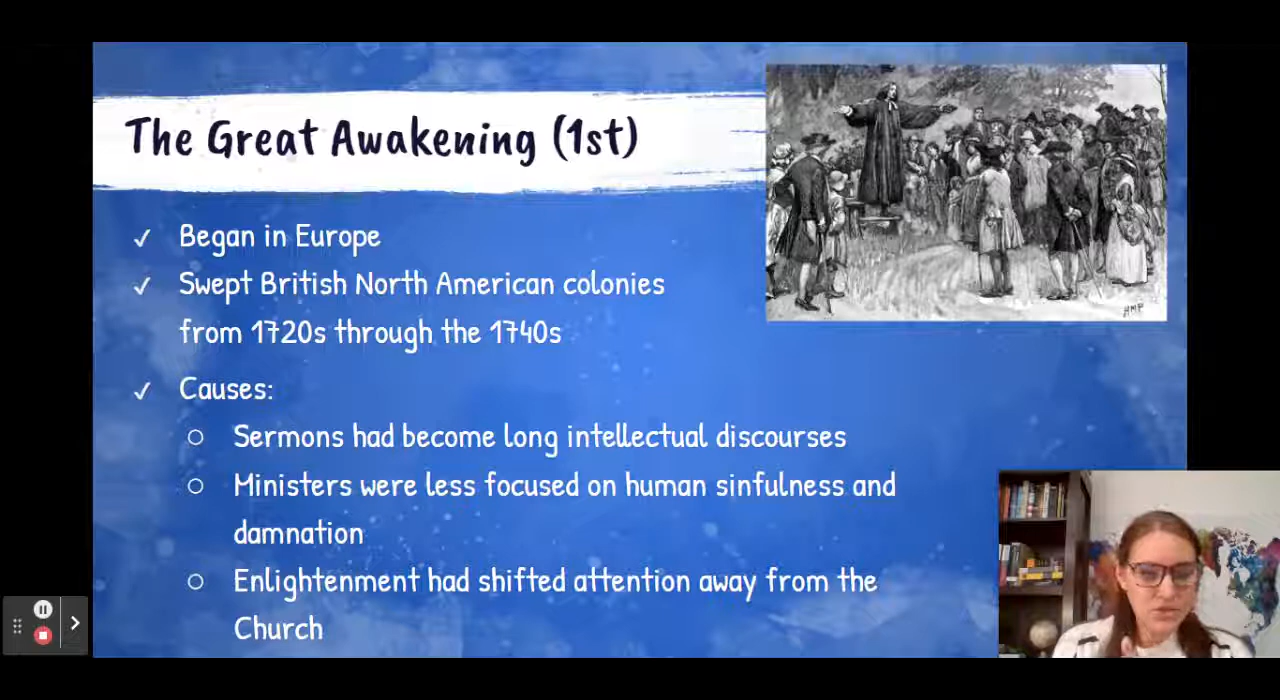 The Great Awakening (1st)
✓ Began in Europe
✓ Swept British North American colonies
from 1720s through the 1740s
✓ Causes:
○ Sermons had become long intellectual discourses
○ Ministers were less focused on human sinfulness and
damnation
○ Enlightenment had shifted attention away from the
Church
HMP